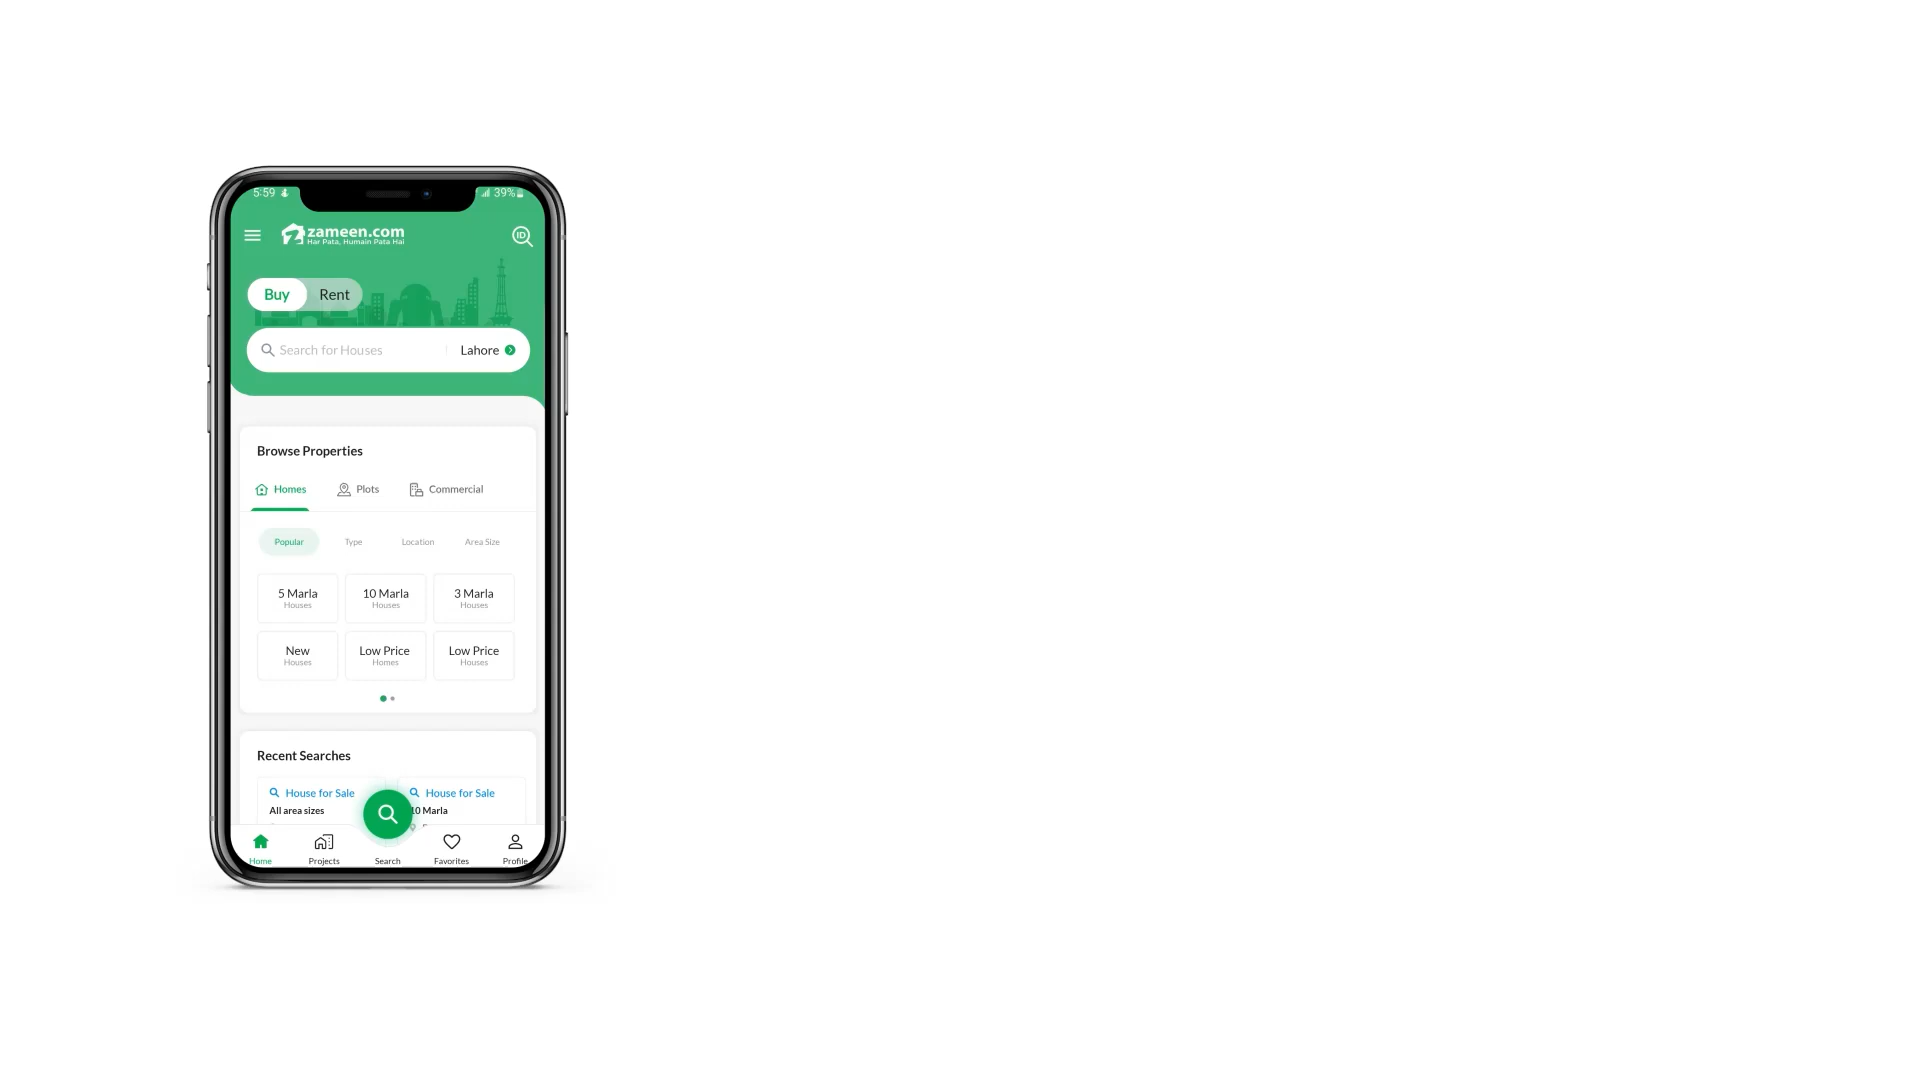 5:59 39%
zameen.com
Har Pata, Humain Pata Hai
ID
Buy Rent
Search for Houses Lahore
Browse Properties
Homes Plots Commercial
Popular Type Location Area Size
5 Marla 10 Marla 3 Marla
Houses Houses Houses
New Low Price Low Price
Houses Homes Houses
Recent Searches
House for Sale House for Sale
All area sizes 10 Marla
Home Projects Search Favorites Profile